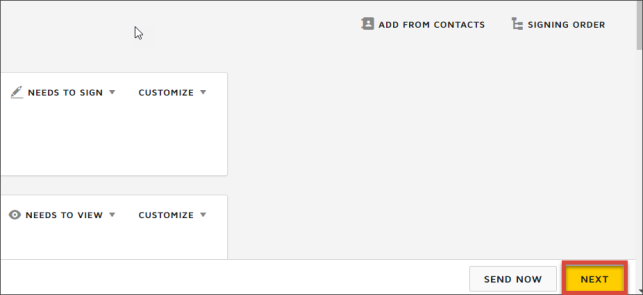 ADD FROM CONTACTS SIGNING ORDER
NEEDS TO SIGN CUSTOMIZE
NEEDS TO VIEW CUSTOMIZE
SEND NOW NEXT